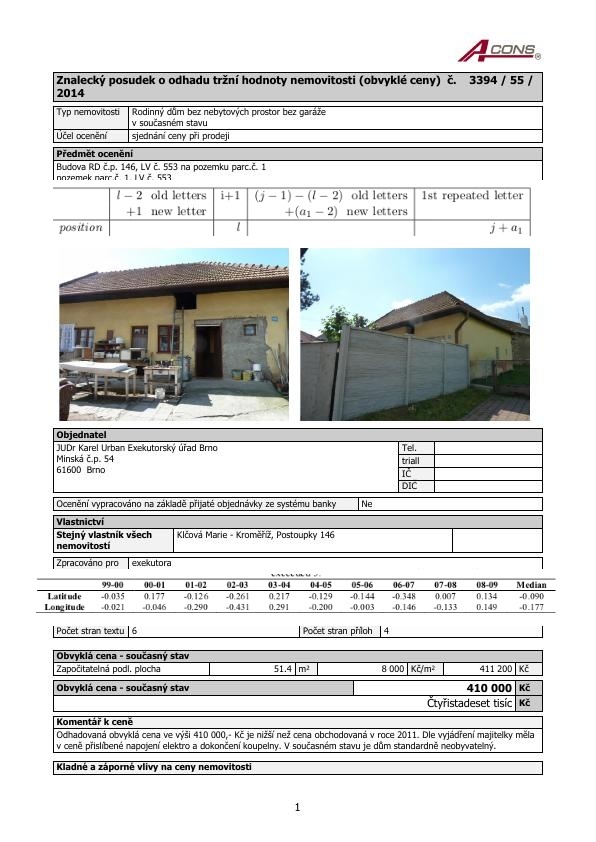 ACONS®
Znalecký posudek o odhadu tržní hodnoty nemovitosti (obvyklé ceny) č. 3394 / 55 /
2014
Typ nemovitosti Rodinný dům bez nebytových prostor bez garáže
v současném stavu
Účel ocenění sjednání ceny při prodeji
Předmět ocenění
Budova RD č.p. 146, LV č. 553 na pozemku parc.č. 1
pozemek parc.č. 1, LV č. 553
l − 2 old letters i+1 (j − 1) − (l − 2) old letters 1st repeated letter
+1 new letter +(a₁ − 2) new letters
position l j + a₁
Objednatel
JUDr Karel Urban Exekutorský úřad Brno Tel.
Minská č.p. 54 triall
61600 Brno IČ
DIČ
Ocenění vypracováno na základě přijaté objednávky ze systému banky Ne
Vlastnictví
Stejný vlastník všech Klčová Marie - Kroměříž, Postoupky 146
nemovitostí
Zpracováno pro exekutora
99-00 00-01 01-02 02-03 03-04 04-05 05-06 06-07 07-08 08-09 Median
Latitude -0.035 0.177 -0.126 -0.261 0.217 -0.129 -0.144 -0.348 0.007 0.134 -0.090
Longitude -0.021 -0.046 -0.290 -0.431 0.291 -0.200 -0.003 -0.146 -0.133 0.149 -0.177
Počet stran textu 6 Počet stran příloh 4
Obvyklá cena - současný stav
Započitatelná podl. plocha 51.4 m² 8 000 Kč/m² 411 200 Kč
Obvyklá cena - současný stav 410 000 Kč
Čtyřistadeset tisíc Kč
Komentář k ceně
Odhadovaná obvyklá cena ve výši 410 000,- Kč je nižší než cena obchodovaná v roce 2011. Dle vyjádření majitelky měla
v ceně přislíbené napojení elektro a dokončení koupelny. V současném stavu je dům standardně neobyvatelný.
Kladné a záporné vlivy na ceny nemovitosti
1